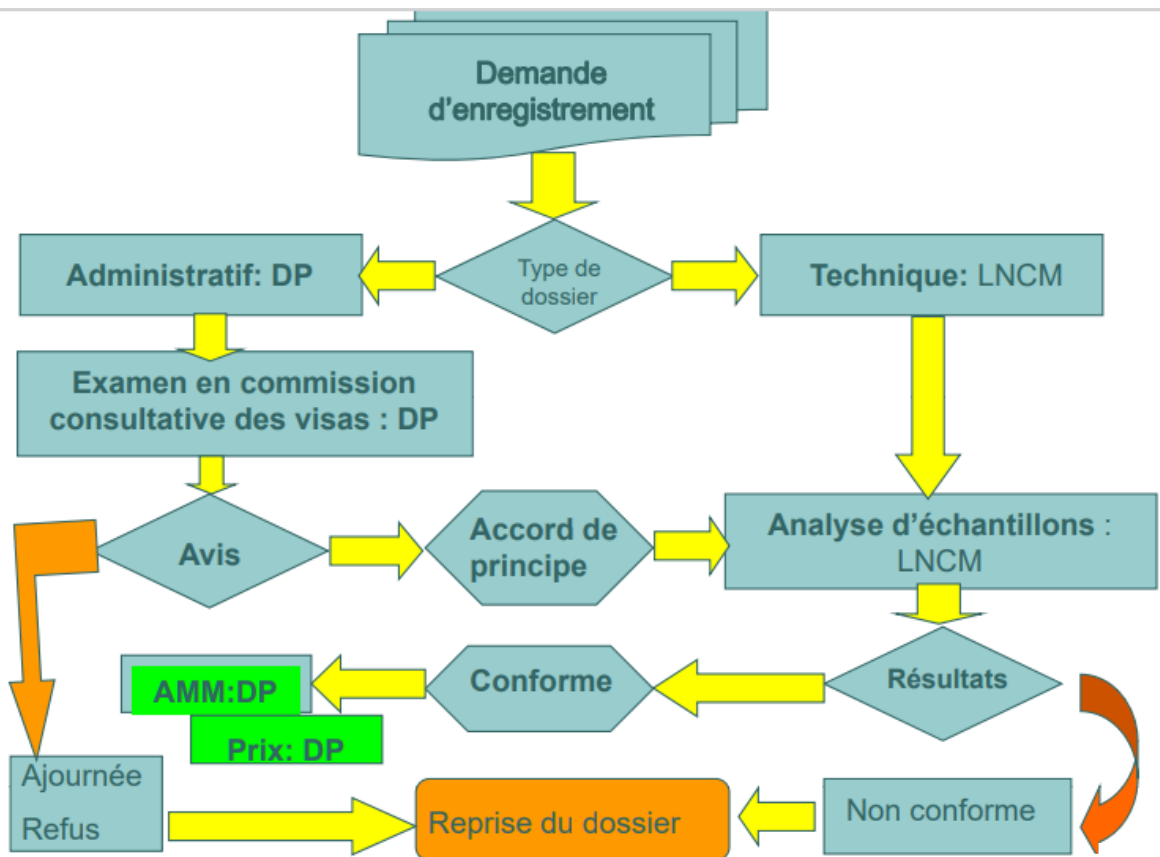 Demande
d'enregistrement
Type de
dossier
Administratif: DP
Technique: LNCM
Examen en commission
consultative des visas : DP
Avis
Accord de
principe
Analyse d'échantillons :
LNCM
AMM:DP
Prix: DP
Conforme
Résultats
Ajournée
Refus
Reprise du dossier
Non conforme